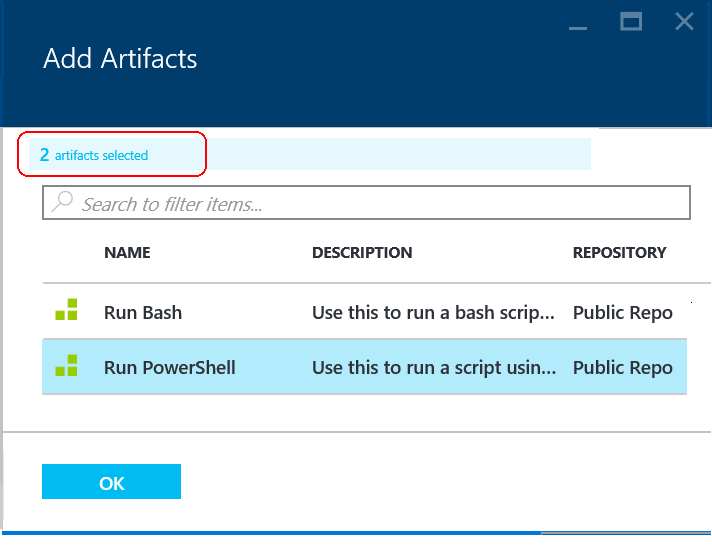 Add Artifacts
2 artifacts selected
Search to filter items...
NAME DESCRIPTION REPOSITORY
Run Bash Use this to run a bash scrip... Public Repo
Run PowerShell Use this to run a script usin... Public Repo
OK